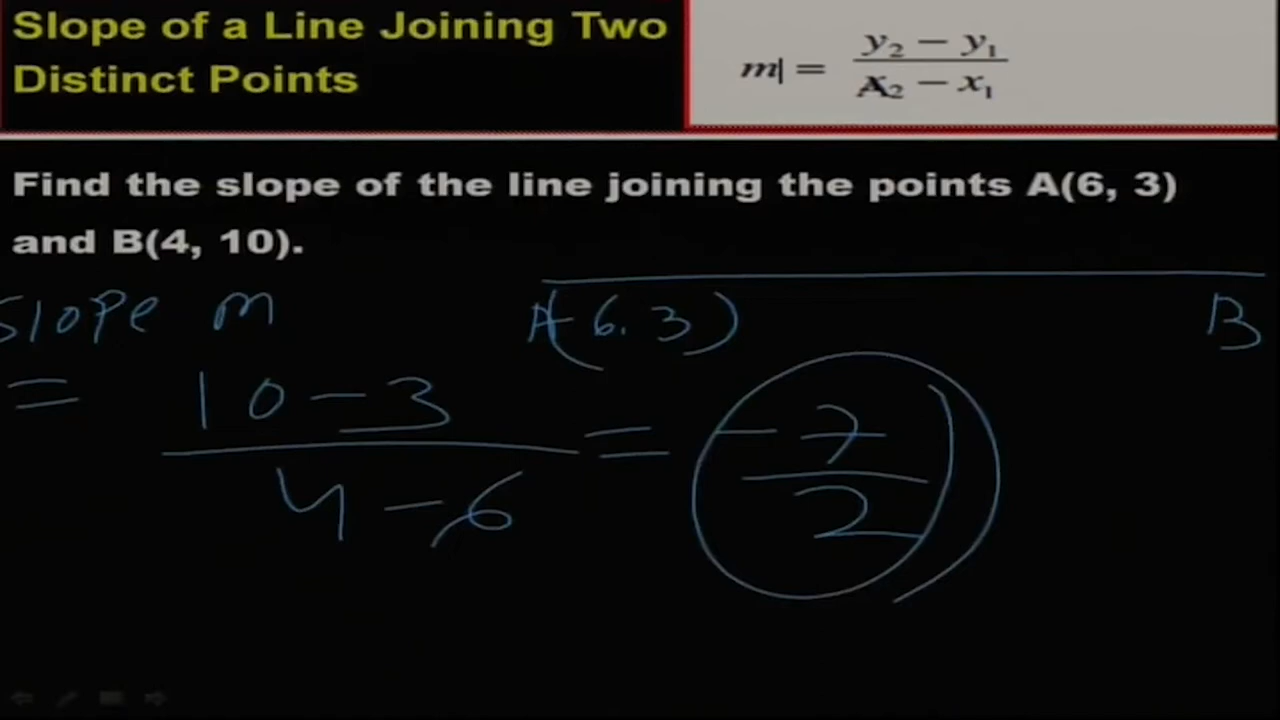 Slope of a Line Joining Two
Distinct Points
m| = y₂ − y₁
x₂ − x₁
Find the slope of the line joining the points A(6, 3)
and B(4, 10).
Slope m
A(6.3)
B
= 10-3
4-6
= -7
2